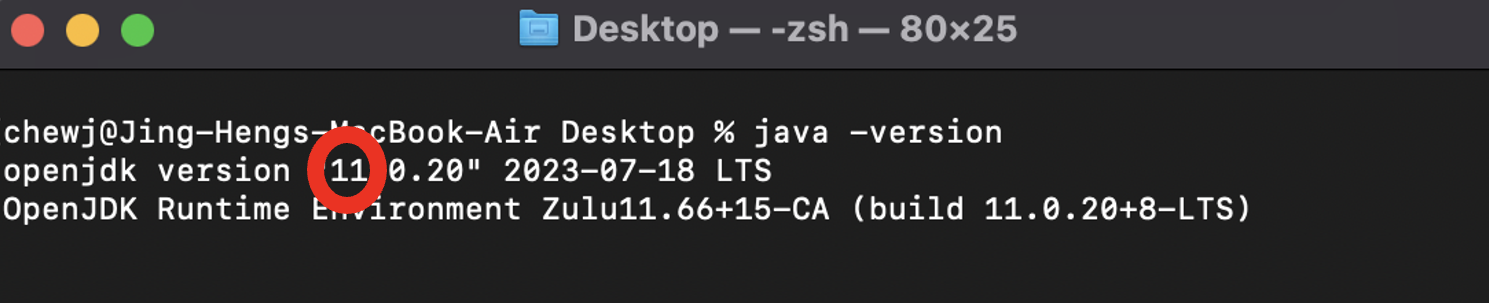 Desktop — -zsh — 80×25
chewj@Jing-Hengs-MacBook-Air Desktop % java -version
openjdk version "11.0.20" 2023-07-18 LTS
OpenJDK Runtime Environment Zulu11.66+15-CA (build 11.0.20+8-LTS)